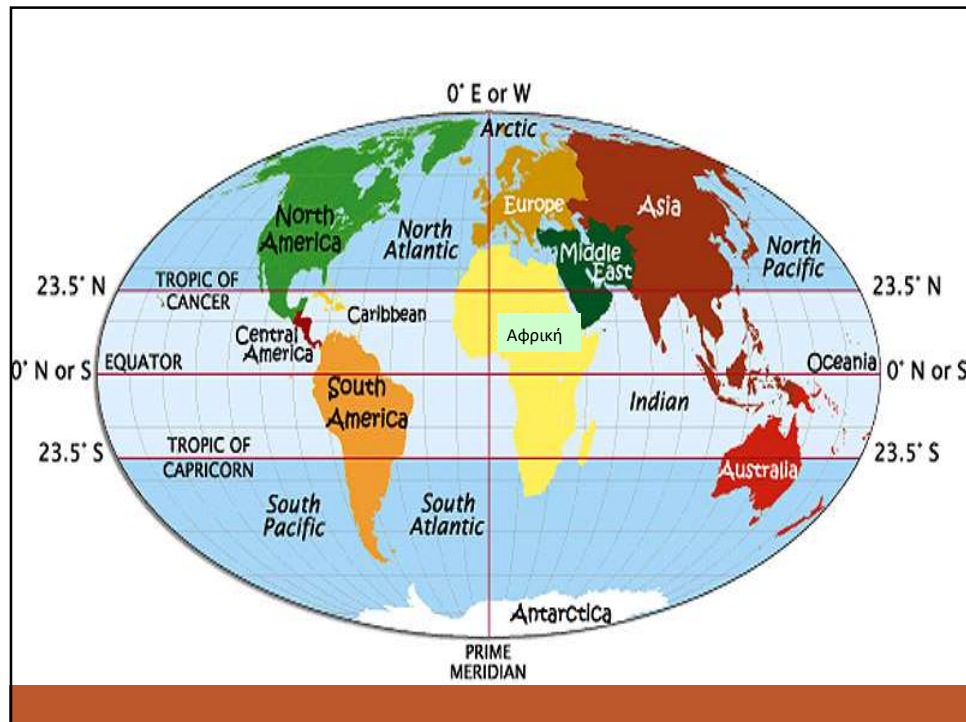 0° E or W
Arctic
North
America
North
Atlantic
Europe
Asia
Middle
East
North
Pacific
23.5° N
TROPIC OF
CANCER
23.5° N
Caribbean
Central
America
Αφρική
EQUATOR
Oceania
0° N or S
0° N or S
South
America
Indian
TROPIC OF
CAPRICORN
23.5° S
23.5° S
Australia
South
Pacific
South
Atlantic
Antarctica
PRIME
MERIDIAN